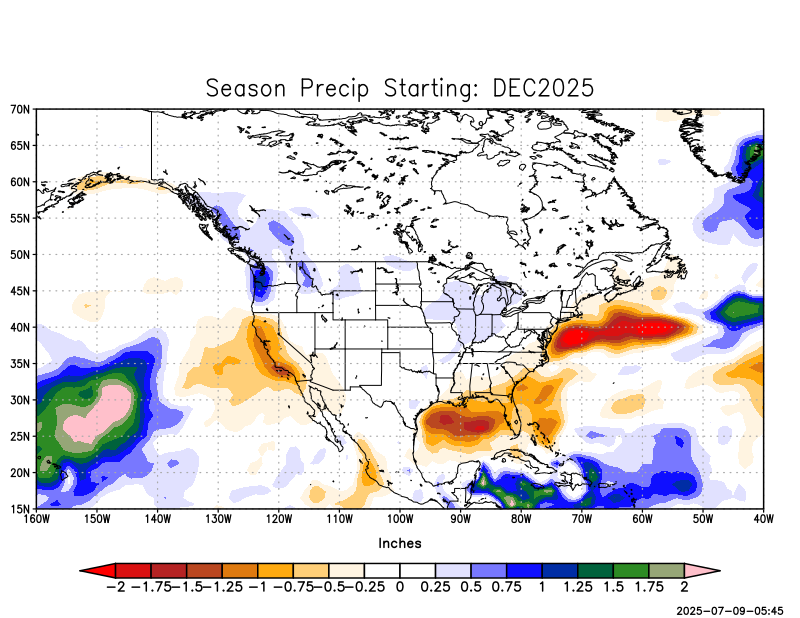 Season Precip Starting: DEC2025
70N
65N
60N
55N
50N
45N
40N
35N
30N
25N
20N
15N
160W 150W 140W 130W 120W 110W 100W 90W 80W 70W 60W 50W 40W
Inches
-2 -1.75 -1.5 -1.25 -1 -0.75 -0.5 -0.25 0 0.25 0.5 0.75 1 1.25 1.5 1.75 2
2025-07-09-05:45